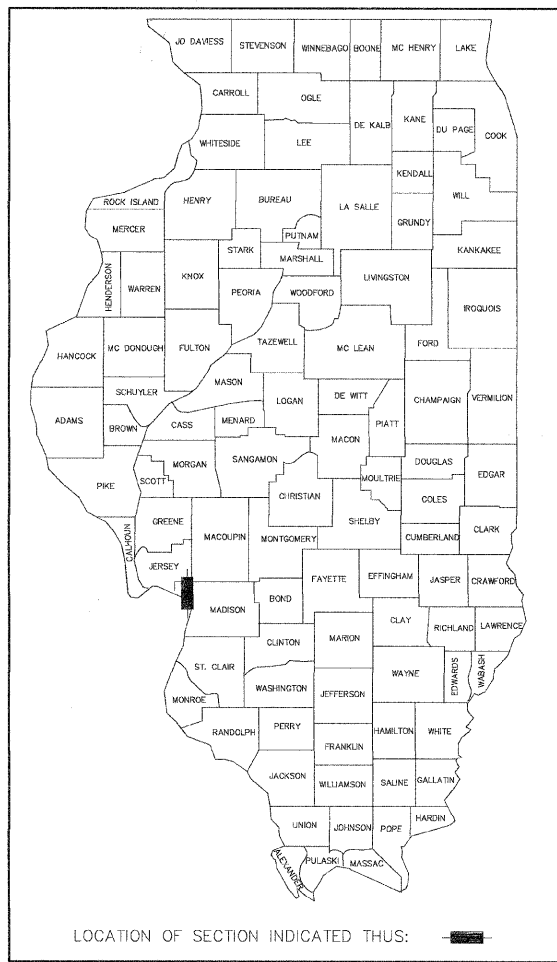 JO DAVIESS STEVENSON WINNEBAGO BOONE MC HENRY LAKE
CARROLL OGLE DE KALB KANE DU PAGE COOK
WHITESIDE LEE
KENDALL WILL
ROCK ISLAND HENRY BUREAU LA SALLE GRUNDY
MERCER PUTNAM KANKAKEE
HENDERSON WARREN KNOX STARK MARSHALL LIVINGSTON
PEORIA WOODFORD IROQUOIS
HANCOCK MC DONOUGH FULTON TAZEWELL MC LEAN FORD
MASON
SCHUYLER LOGAN DE WITT CHAMPAIGN VERMILION
ADAMS BROWN CASS MENARD MACON PIATT
PIKE SCOTT MORGAN SANGAMON MOULTRIE DOUGLAS EDGAR
CHRISTIAN COLES
CALHOUN GREENE MACOUPIN MONTGOMERY SHELBY CUMBERLAND CLARK
JERSEY FAYETTE EFFINGHAM JASPER CRAWFORD
MADISON BOND
CLAY RICHLAND LAWRENCE
CLINTON MARION
ST. CLAIR WAYNE EDWARDS WABASH
MONROE WASHINGTON JEFFERSON
RANDOLPH PERRY HAMILTON WHITE
FRANKLIN
JACKSON WILLIAMSON SALINE GALLATIN
UNION JOHNSON POPE HARDIN
ALEXANDER PULASKI MASSAC
LOCATION OF SECTION INDICATED THUS: